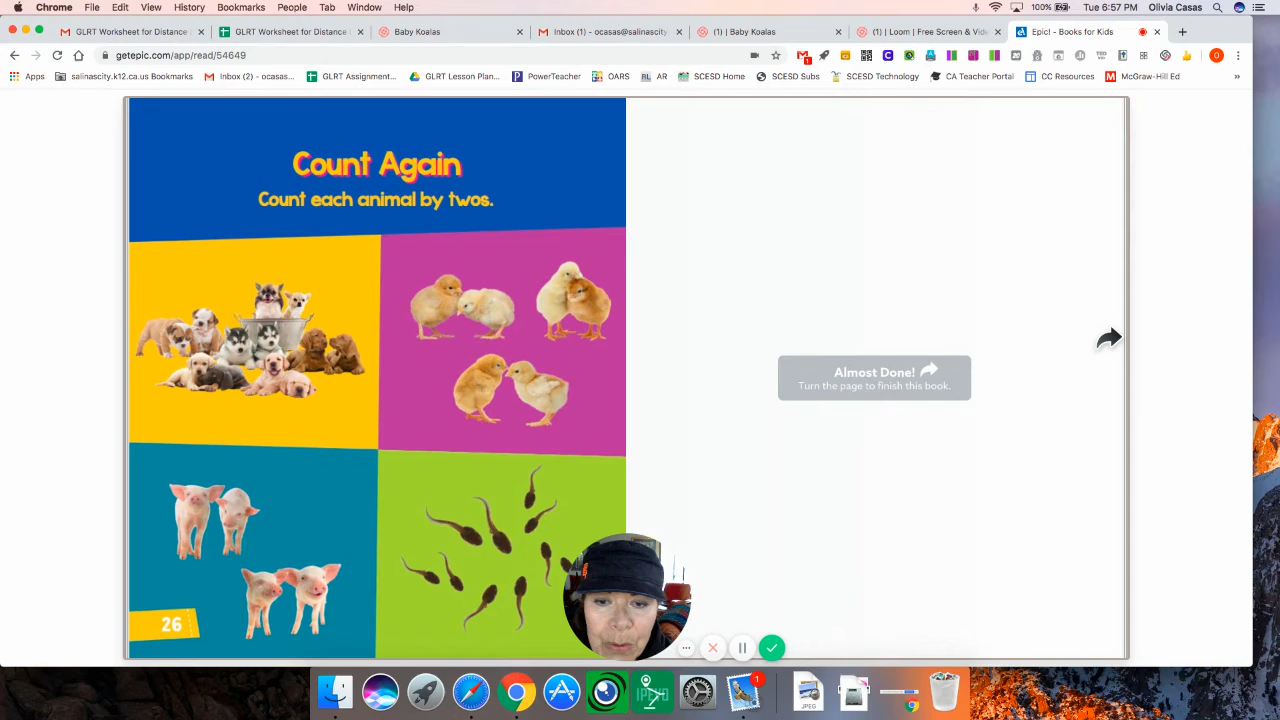 Chrome File Edit View History Bookmarks People Tab Window Help 100% Tue 6:57 PM Olivia Casas
GLRT Worksheet for Distance GLRT Worksheet for Distance Baby Koalas Inbox (1) - ocasas@salinascity. (1) | Baby Koalas (1) | Loom | Free Screen & Vide Epic! - Books for Kids
getepic.com/app/read/54649
Apps salinascity.k12.ca.us Bookmarks Inbox (2) - ocasas... GLRT Assignment... GLRT Lesson Plan... PowerTeacher OARS AR SCESD Home SCESD Subs SCESD Technology CA Teacher Portal CC Resources McGraw-Hill Ed »
Count Again
Count each animal by twos.
Almost Done!
Turn the page to finish this book.
26
1
JPEG